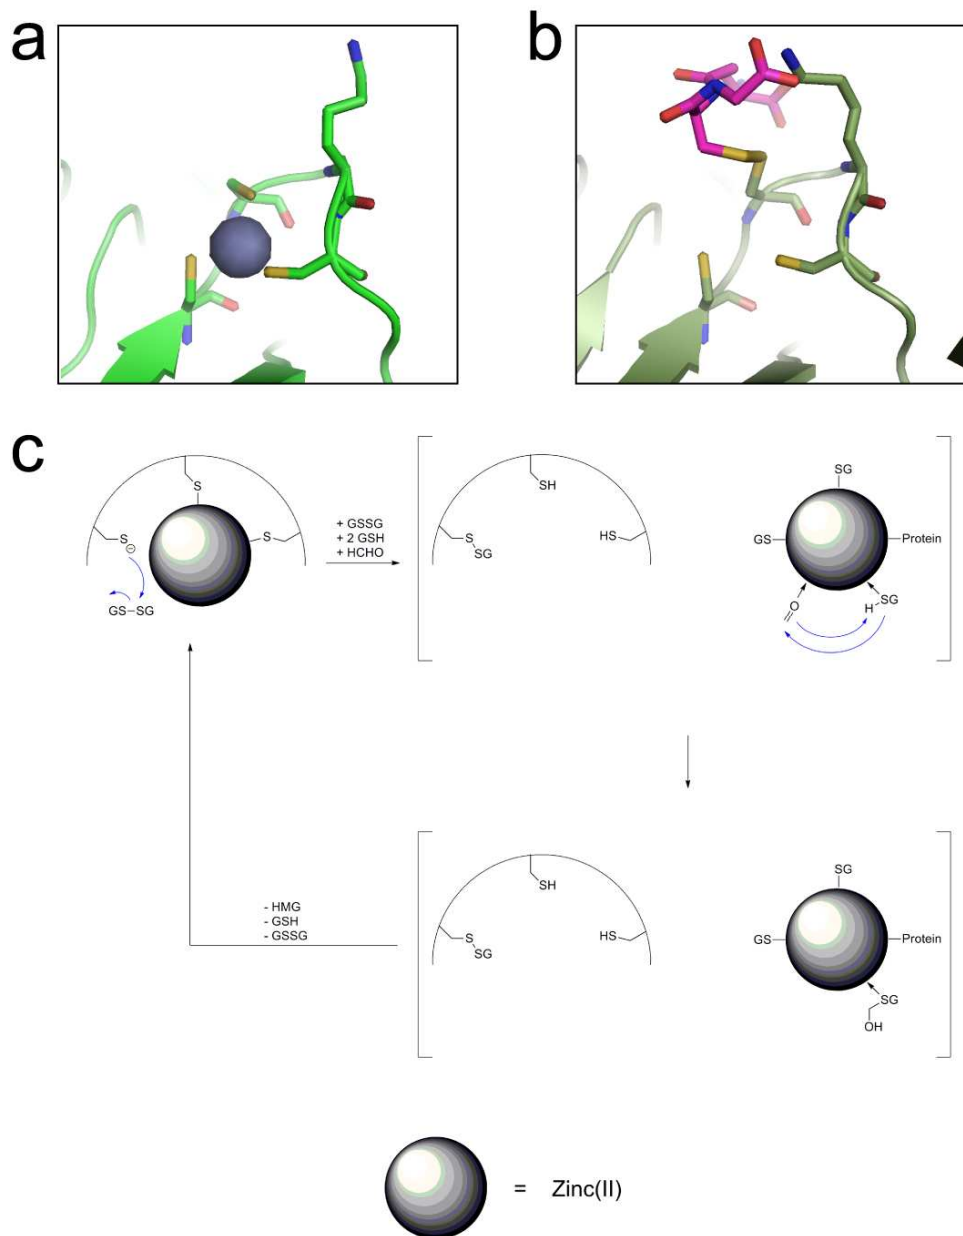 a
b
c
S
S
⊖
S
GS–SG
+ GSSG
+ 2 GSH
+ HCHO
SH
S
SG
HS
SG
GS
Protein
O
H
SG
- HMG
- GSH
- GSSG
SH
S
SG
HS
SG
GS
Protein
SG
OH
= Zinc(II)